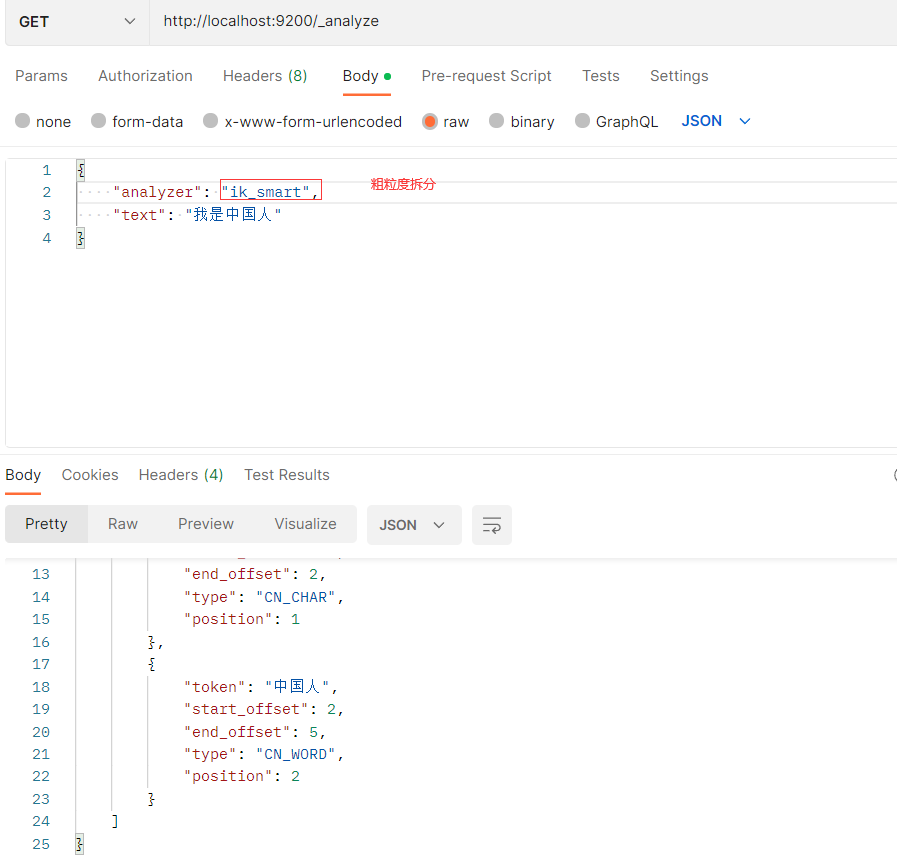 GET http://localhost:9200/_analyze
Params Authorization Headers (8) Body Pre-request Script Tests Settings
none form-data x-www-form-urlencoded raw binary GraphQL JSON
1 {
2 ····"analyzer":·"ik_smart", 粗粒度拆分
3 ····"text":·"我是中国人"
4 }
Body Cookies Headers (4) Test Results
Pretty Raw Preview Visualize JSON
13 "end_offset": 2,
14 "type": "CN_CHAR",
15 "position": 1
16 },
17 {
18 "token": "中国人",
19 "start_offset": 2,
20 "end_offset": 5,
21 "type": "CN_WORD",
22 "position": 2
23 }
24 ]
25 }